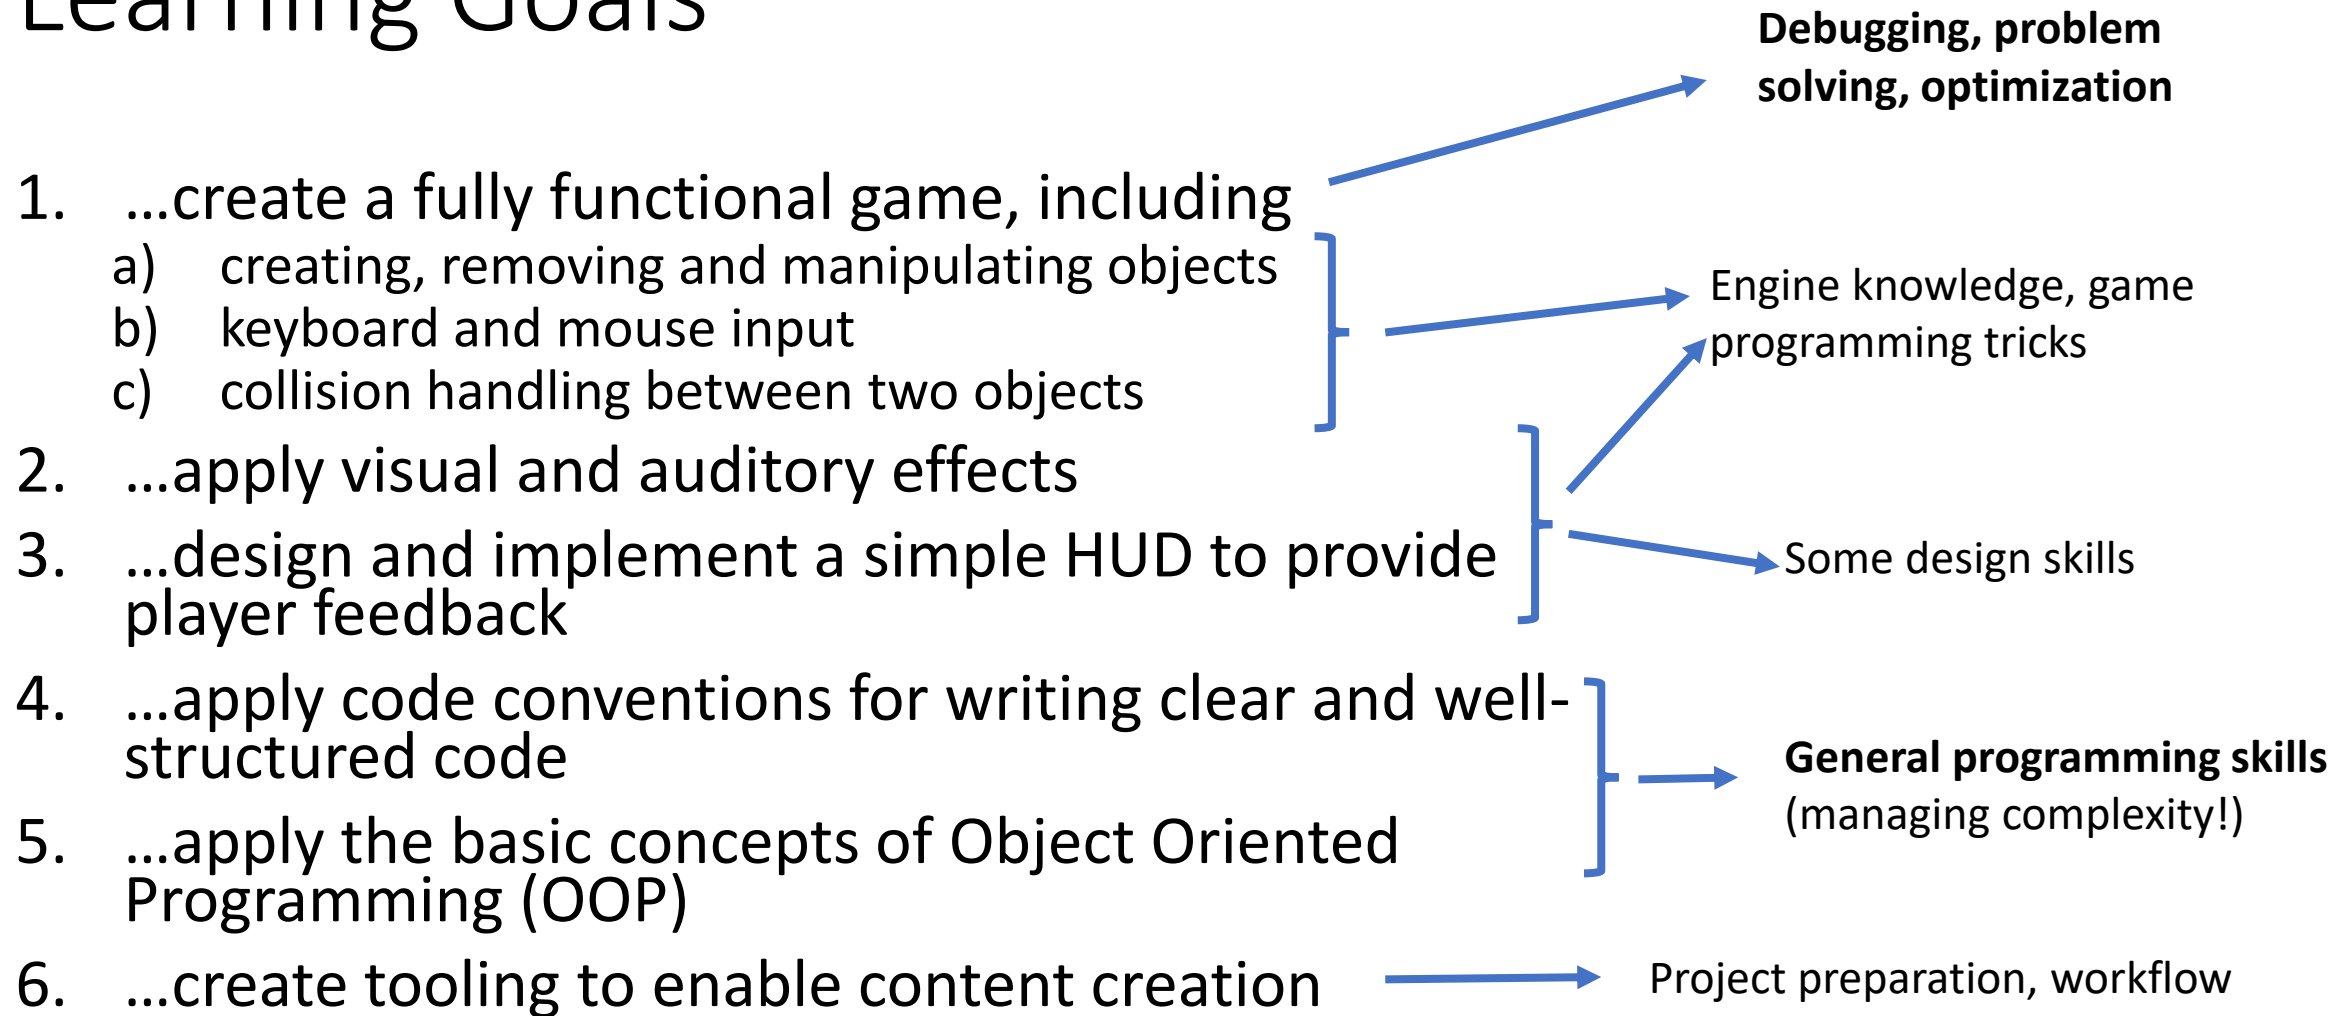 Learning Goals
Debugging, problem
solving, optimization
1. …create a fully functional game, including
a) creating, removing and manipulating objects
b) keyboard and mouse input
c) collision handling between two objects
Engine knowledge, game
programming tricks
2. …apply visual and auditory effects
3. …design and implement a simple HUD to provide
player feedback
Some design skills
4. …apply code conventions for writing clear and well-
structured code
General programming skills
(managing complexity!)
5. …apply the basic concepts of Object Oriented
Programming (OOP)
6. …create tooling to enable content creation
Project preparation, workflow